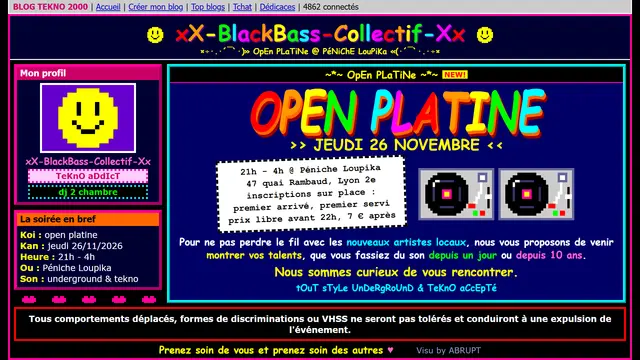 BLOG TEKNO 2000 | Accueil | Créer mon blog | Top blogs | Tchat | Dédicaces | 4862 connectés
xX-BlackBass-Collectif-Xx
OpEn PLaTiNe @ PéNiChE LouPiKa
Mon profil
xX-BlackBass-Collectif-Xx
TeKnO aDdIcT
dj 2 chambre
La soirée en bref
Koi : open platine
Kan : jeudi 26/11/2026
Heure : 21h - 4h
Ou : Péniche Loupika
Son : underground & tekno
~*~ OpEn PLaTiNe ~*~ NEW!
OPEN PLATINE
>> JEUDI 26 NOVEMBRE <<
21h - 4h @ Péniche Loupika
47 quai Rambaud, Lyon 2e
inscriptions sur place :
premier arrivé, premier servi
prix libre avant 22h, 7 € après
Pour ne pas perdre le fil avec les nouveaux artistes locaux, nous vous proposons de venir
montrer vos talents, que vous fassiez du son depuis un jour ou depuis 10 ans.
Nous sommes curieux de vous rencontrer.
tOuT sTyLe UnDeRgRoUnD & TeKnO aCcEpTé
Tous comportements déplacés, formes de discriminations ou VHSS ne seront pas tolérés et conduiront à une expulsion de
l'événement.
Prenez soin de vous et prenez soin des autres ♥ Visu by ABRUPT